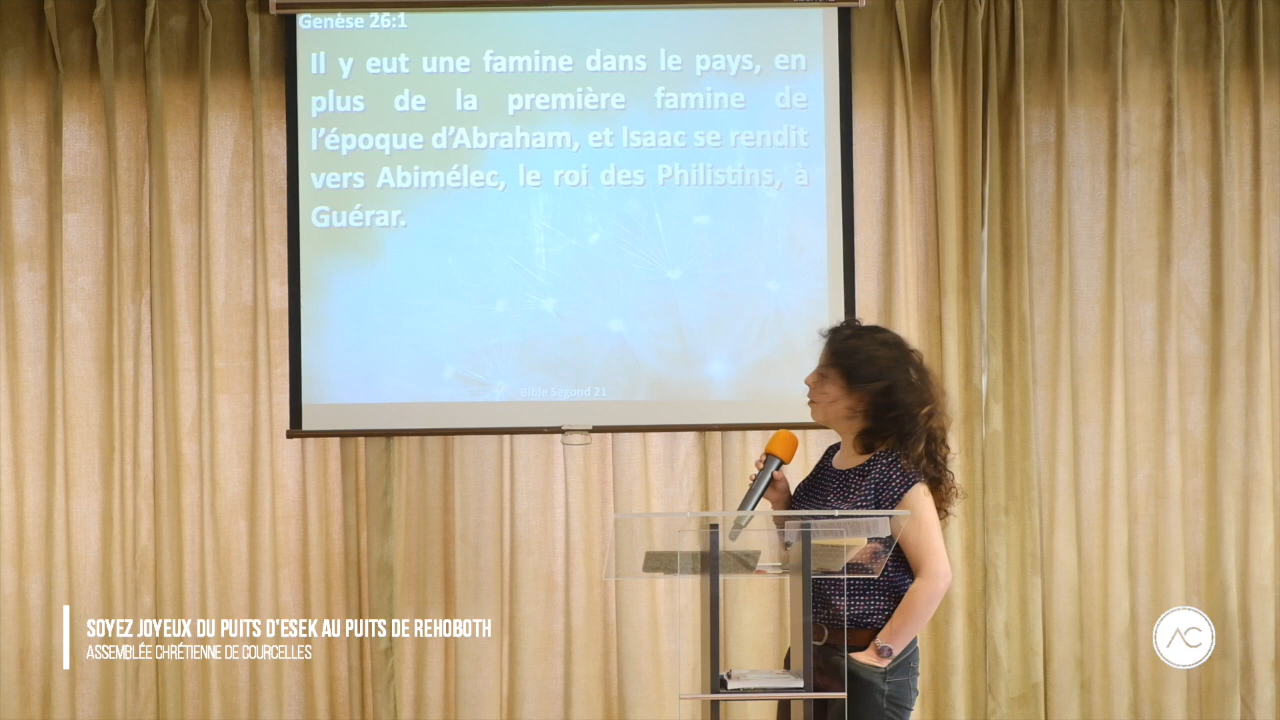 Genèse 26:1
Il y eut une famine dans le pays, en
plus de la première famine de
l'époque d'Abraham, et Isaac se rendit
vers Abimélec, le roi des Philistins, à
Guérar.
Bible Segond 21
SOYEZ JOYEUX DU PUITS D'ESEK AU PUITS DE REHOBOTH
ASSEMBLÉE CHRÉTIENNE DE COURCELLES
AC